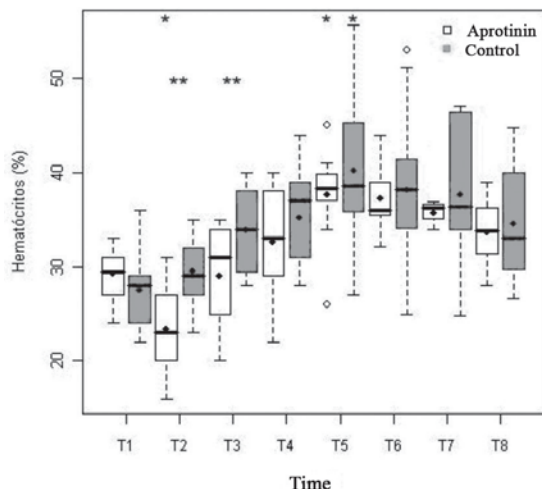 * ** ** * *
Aprotinin
Control
Hematócritos (%)
50
40
30
20
T1 T2 T3 T4 T5 T6 T7 T8
Time